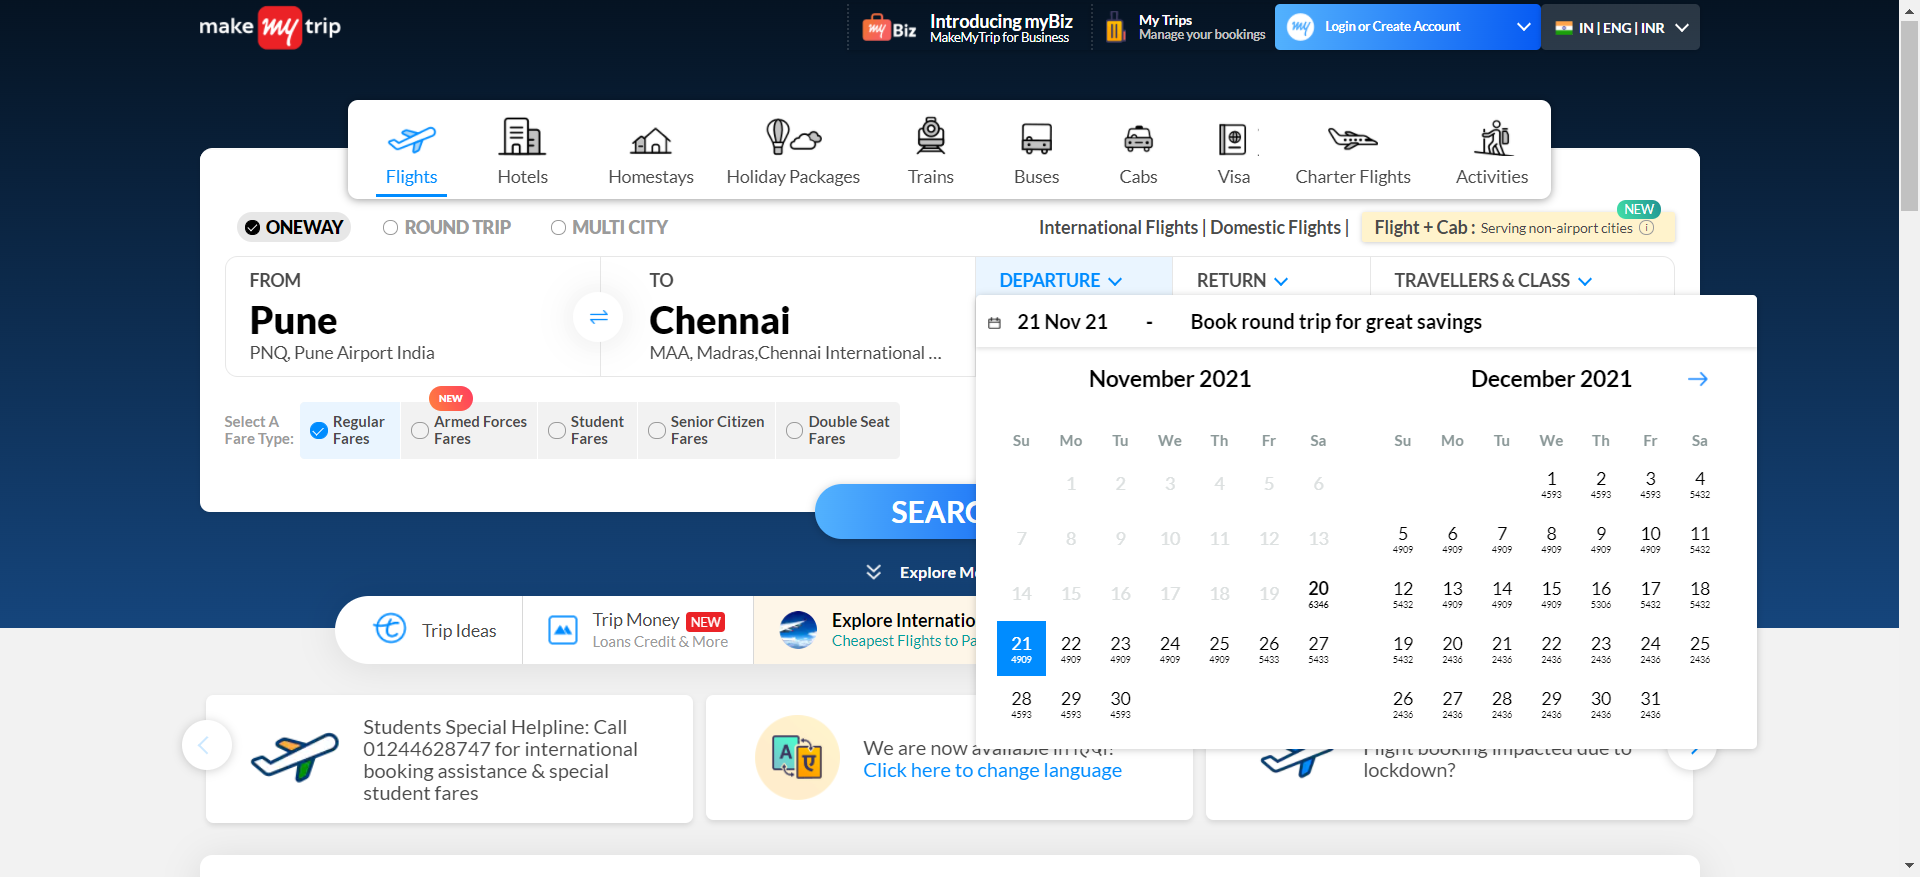 make my trip
my Biz
Introducing myBiz
MakeMyTrip for Business
My Trips
Manage your bookings
my
Login or Create Account
IN | ENG | INR
Flights
Hotels
Homestays
Holiday Packages
Trains
Buses
Cabs
Visa
Charter Flights
Activities
ONEWAY
ROUND TRIP
MULTI CITY
International Flights | Domestic Flights |
NEW
Flight + Cab : Serving non-airport cities
FROM
Pune
PNQ, Pune Airport India
TO
Chennai
MAA, Madras,Chennai International ...
DEPARTURE
RETURN
TRAVELLERS & CLASS
21 Nov 21 - Book round trip for great savings
November 2021
Su Mo Tu We Th Fr Sa
1 2 3 4 5 6
7 8 9 10 11 12 13
14 15 16 17 18 19 20
6346
21 22 23 24 25 26 27
4909 4909 4909 4909 4909 5433 5433
28 29 30
4593 4593 4593
December 2021
Su Mo Tu We Th Fr Sa
1 2 3 4
4593 4593 4593 5432
5 6 7 8 9 10 11
4909 4909 4909 4909 4909 4909 5432
12 13 14 15 16 17 18
5432 4909 4909 4909 5306 5432 5432
19 20 21 22 23 24 25
5432 2436 2436 2436 2436 2436 2436
26 27 28 29 30 31
2436 2436 2436 2436 2436 2436
Select A
Fare Type:
Regular
Fares
NEW
Armed Forces
Fares
Student
Fares
Senior Citizen
Fares
Double Seat
Fares
SEARC
Explore M
Trip Ideas
Trip Money NEW
Loans Credit & More
Explore Internatio
Cheapest Flights to Pa
Students Special Helpline: Call
01244628747 for international
booking assistance & special
student fares
A ए
We are now available in
Click here to change language
Flight booking impacted due to
lockdown?